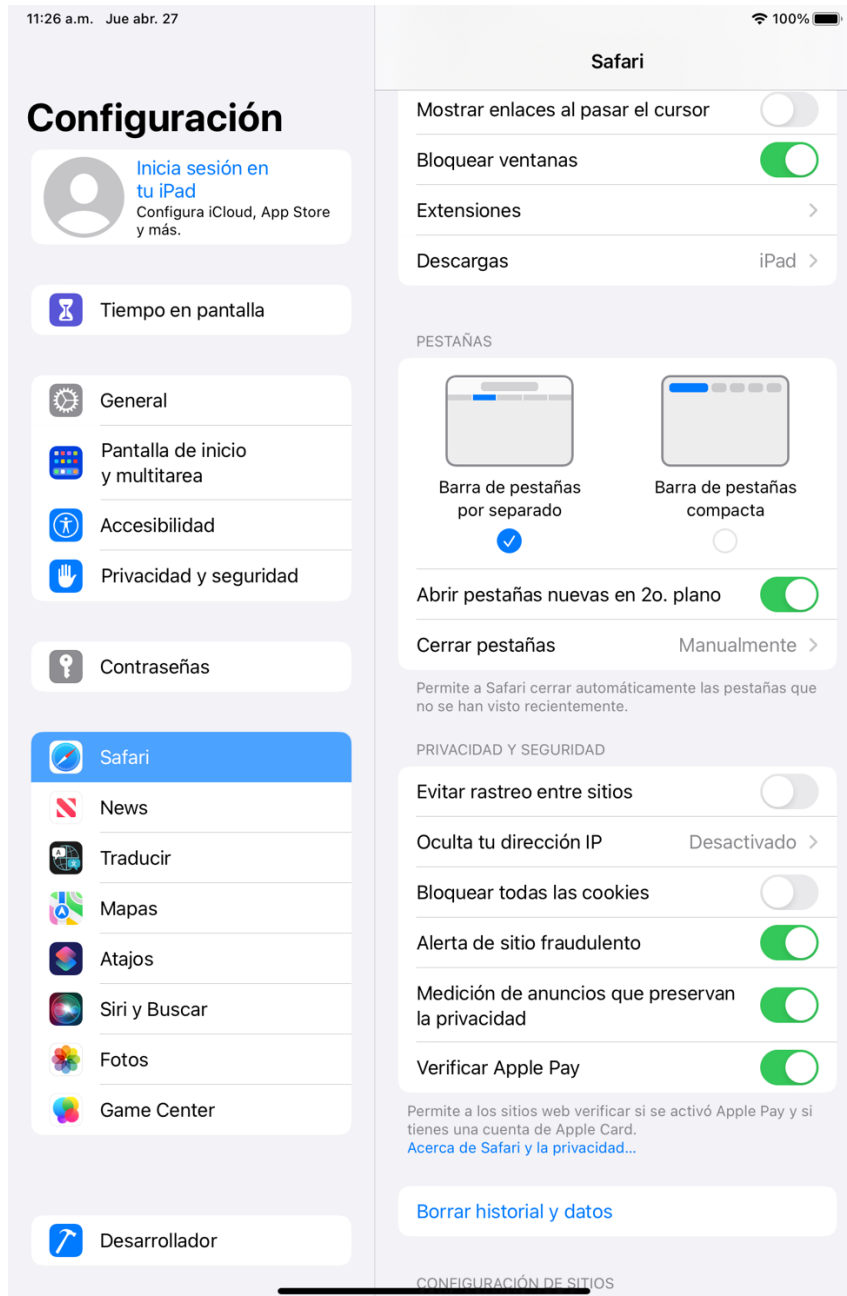 11:26 a.m. Jue abr. 27
100%
Configuración
Inicia sesión en
tu iPad
Configura iCloud, App Store
y más.
Tiempo en pantalla
General
Pantalla de inicio
y multitarea
Accesibilidad
Privacidad y seguridad
Contraseñas
Safari
News
Traducir
Mapas
Atajos
Siri y Buscar
Fotos
Game Center
Desarrollador
Safari
Mostrar enlaces al pasar el cursor
Bloquear ventanas
Extensiones
Descargas iPad
PESTAÑAS
Barra de pestañas
por separado
Barra de pestañas
compacta
Abrir pestañas nuevas en 2o. plano
Cerrar pestañas Manualmente
Permite a Safari cerrar automáticamente las pestañas que
no se han visto recientemente.
PRIVACIDAD Y SEGURIDAD
Evitar rastreo entre sitios
Oculta tu dirección IP Desactivado
Bloquear todas las cookies
Alerta de sitio fraudulento
Medición de anuncios que preservan
la privacidad
Verificar Apple Pay
Permite a los sitios web verificar si se activó Apple Pay y si
tienes una cuenta de Apple Card.
Acerca de Safari y la privacidad...
Borrar historial y datos
CONFIGURACIÓN DE SITIOS